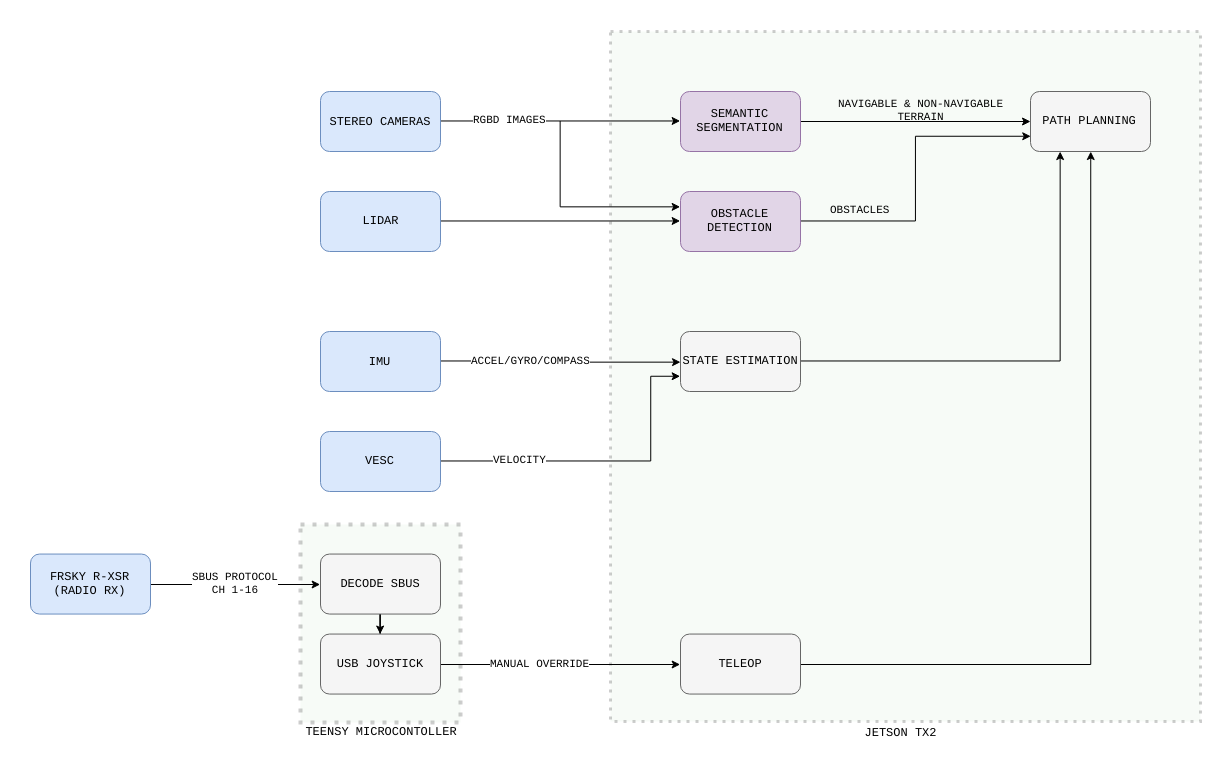 NAVIGABLE & NON-NAVIGABLE
TERRAIN
STEREO CAMERAS
RGBD IMAGES
SEMANTIC
SEGMENTATION
PATH PLANNING
LIDAR
OBSTACLE
DETECTION
OBSTACLES
IMU
ACCEL/GYRO/COMPASS
STATE ESTIMATION
VESC
VELOCITY
FRSKY R-XSR
(RADIO RX)
SBUS PROTOCOL
CH 1-16
DECODE SBUS
USB JOYSTICK
MANUAL OVERRIDE
TELEOP
TEENSY MICROCONTOLLER
JETSON TX2